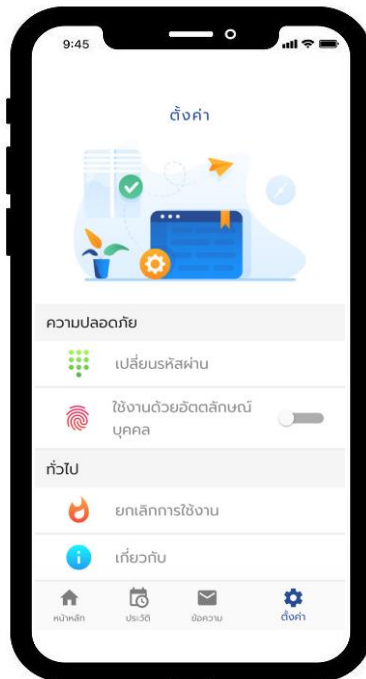 9:45
ตั้งค่า
ความปลอดภัย
เปลี่ยนรหัสผ่าน
ใช้งานด้วยอัตตลักษณ์
บุคคล
ทั่วไป
ยกเลิกการใช้งาน
เกี่ยวกับ
หน้าหลัก ประวัติ ข้อความ ตั้งค่า